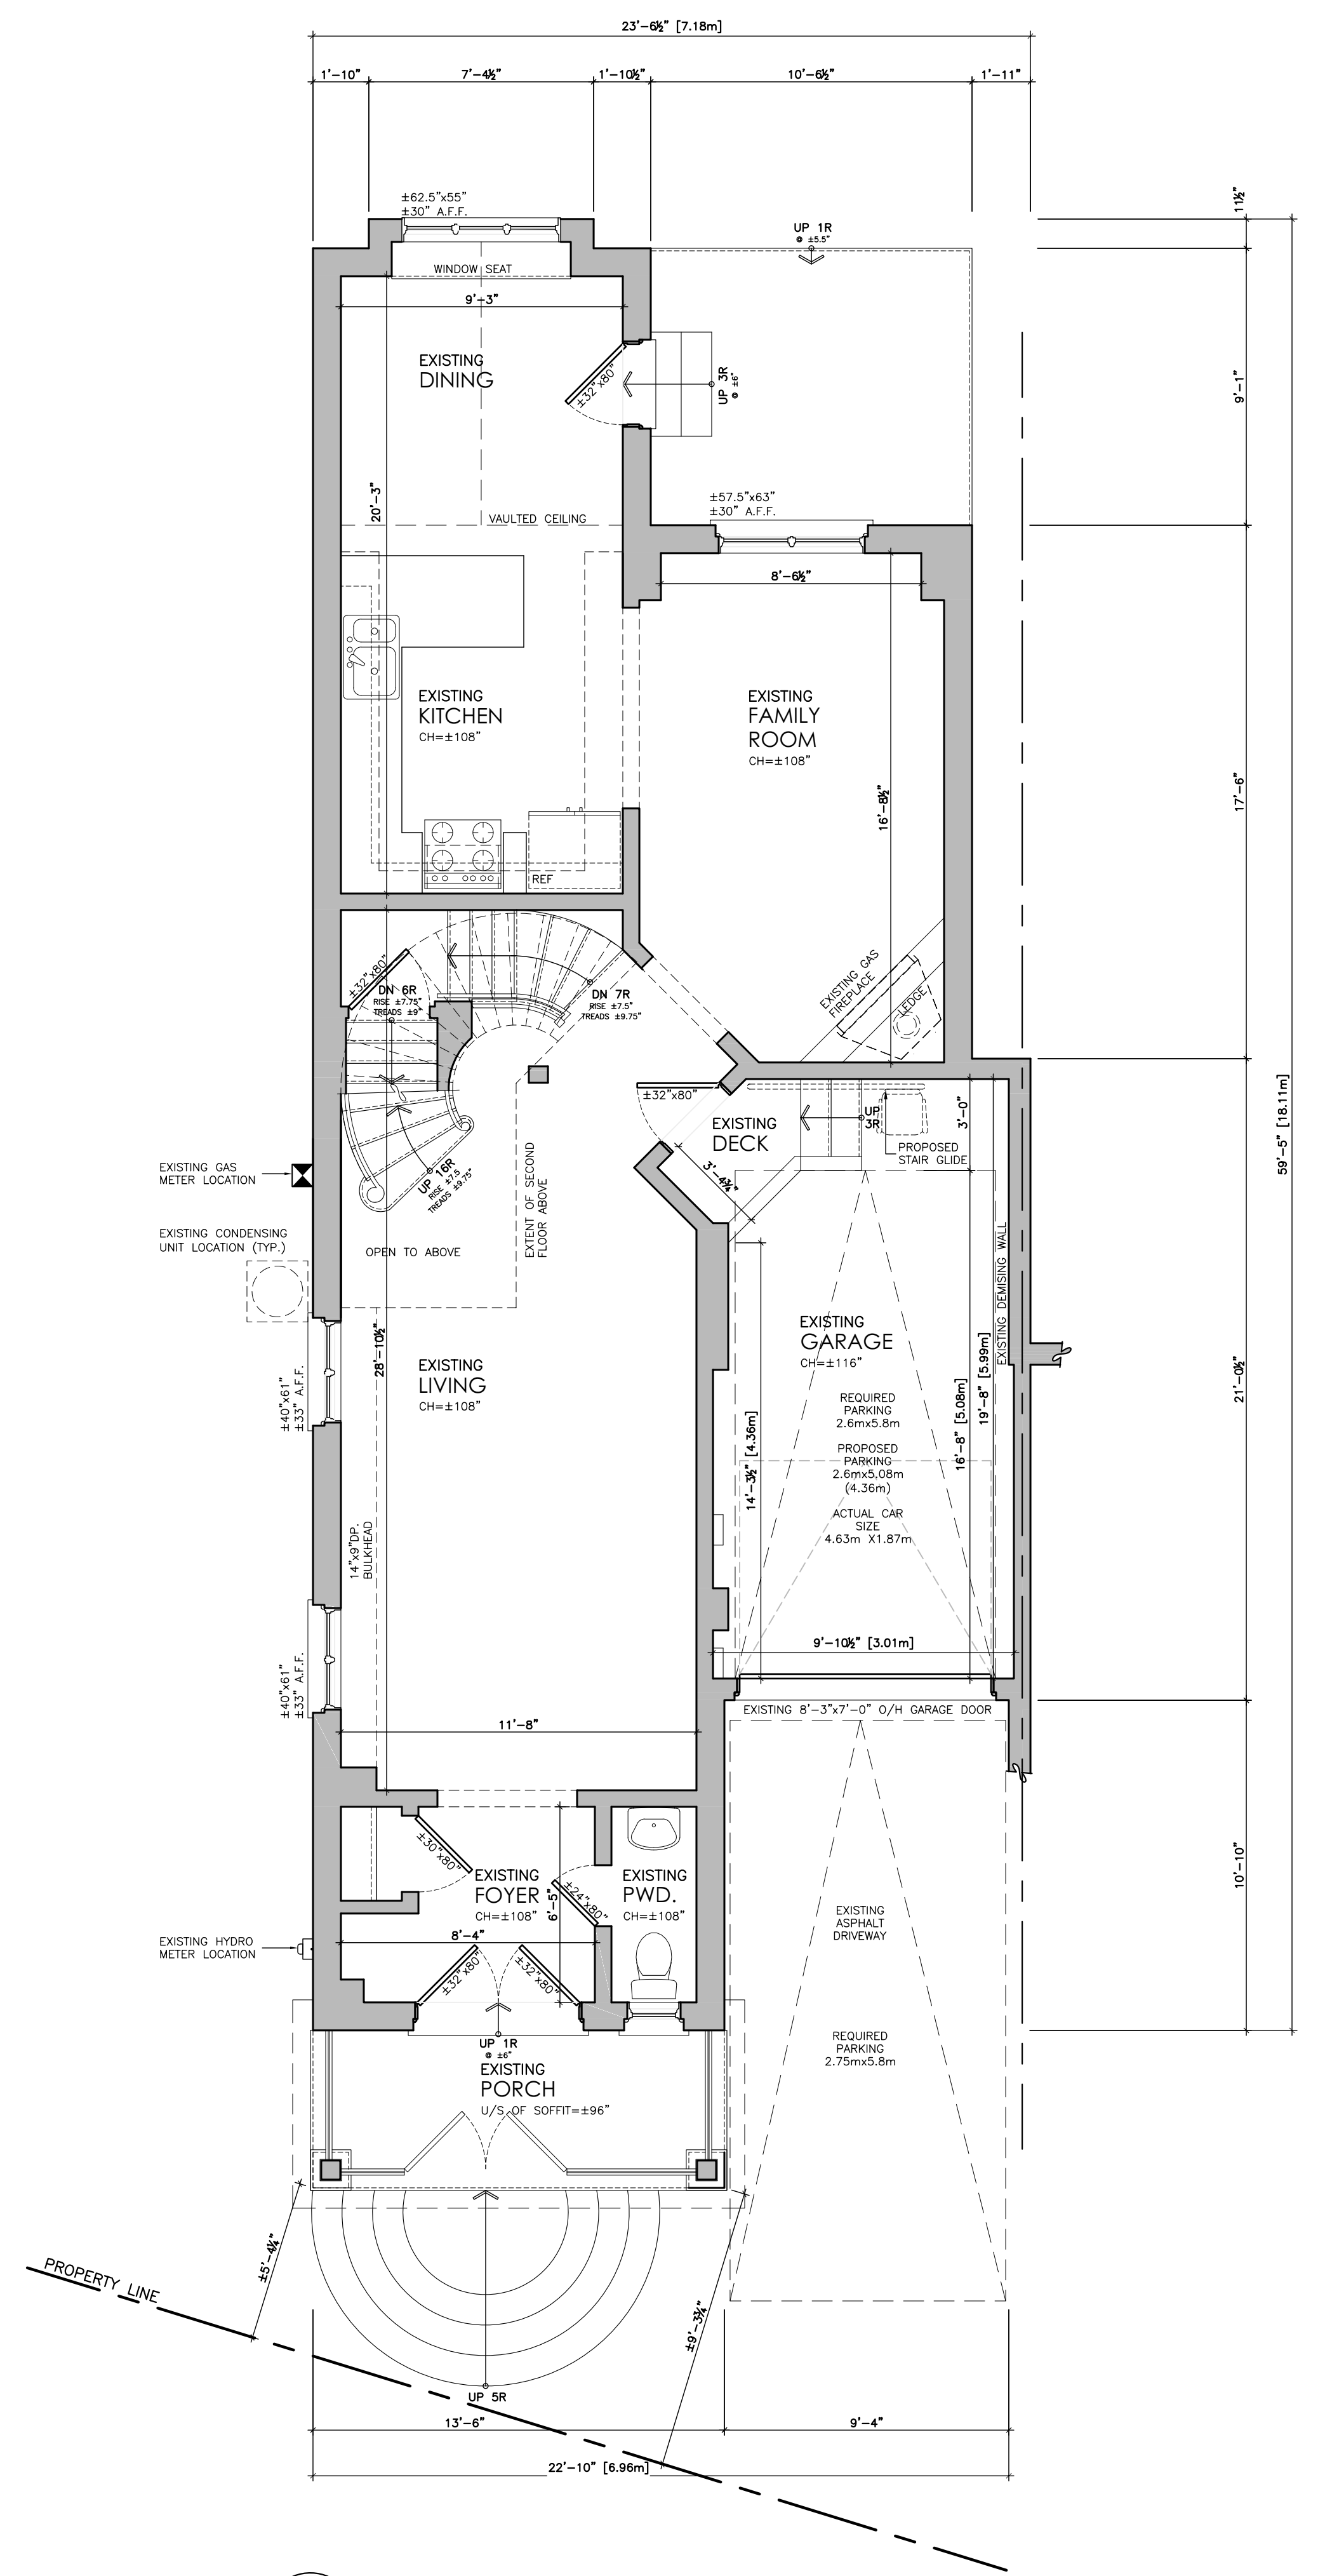 23'-6½" [7.18m]
1'-10"
7'-4½"
1'-10½"
10'-6½"
1'-11"
±62.5"x55"
±30" A.F.F.
UP 1R
@ ±5.5"
11½"
WINDOW SEAT
9'-3"
EXISTING
DINING
±32"x80"
UP 3R
@ ±6"
9'-1"
20'-3"
VAULTED CEILING
±57.5"x63"
±30" A.F.F.
8'-6½"
EXISTING
KITCHEN
CH=±108"
EXISTING
FAMILY
ROOM
CH=±108"
16'-8½"
17'-6"
REF
±32"x80"
DN 6R
RISE ±7.75"
TREADS ±9"
DN 7R
RISE ±7.5"
TREADS ±9.75"
EXISTING GAS
FIREPLACE
LEDGE
±32"x80"
EXISTING
DECK
UP
3R
3'-0"
PROPOSED
STAIR GLIDE
3'-4¾"
59'-5" [18.11m]
EXISTING GAS
METER LOCATION
UP 16R
RISE ±7.5
TREADS ±9.75"
EXTENT OF SECOND
FLOOR ABOVE
EXISTING CONDENSING
UNIT LOCATION (TYP.)
OPEN TO ABOVE
EXISTING DEMISING WALL
28'-10½"
EXISTING
LIVING
CH=±108"
EXISTING
GARAGE
CH=±116"
REQUIRED
PARKING
2.6mx5.8m
PROPOSED
PARKING
2.6mx5.08m
(4.36m)
ACTUAL CAR
SIZE
4.63m X1.87m
14'-3½" [4.36m]
16'-8" [5.08m]
19'-8" [5.99m]
21'-0½"
±40"x61"
±33" A.F.F.
14"x9"DP.
BULKHEAD
9'-10½" [3.01m]
±40"x61"
±33" A.F.F.
EXISTING 8'-3"x7'-0" O/H GARAGE DOOR
11'-8"
±30"x80"
EXISTING
FOYER
CH=±108"
6'-5"
±24"x80"
EXISTING
PWD.
CH=±108"
8'-4"
10'-10"
EXISTING
ASPHALT
DRIVEWAY
EXISTING HYDRO
METER LOCATION
±32"x80"
±32"x80"
UP 1R
@ ±6"
EXISTING
PORCH
U/S OF SOFFIT=±96"
REQUIRED
PARKING
2.75mx5.8m
±5'-4¼"
PROPERTY LINE
±9'-3¾"
UP 5R
13'-6"
9'-4"
22'-10" [6.96m]